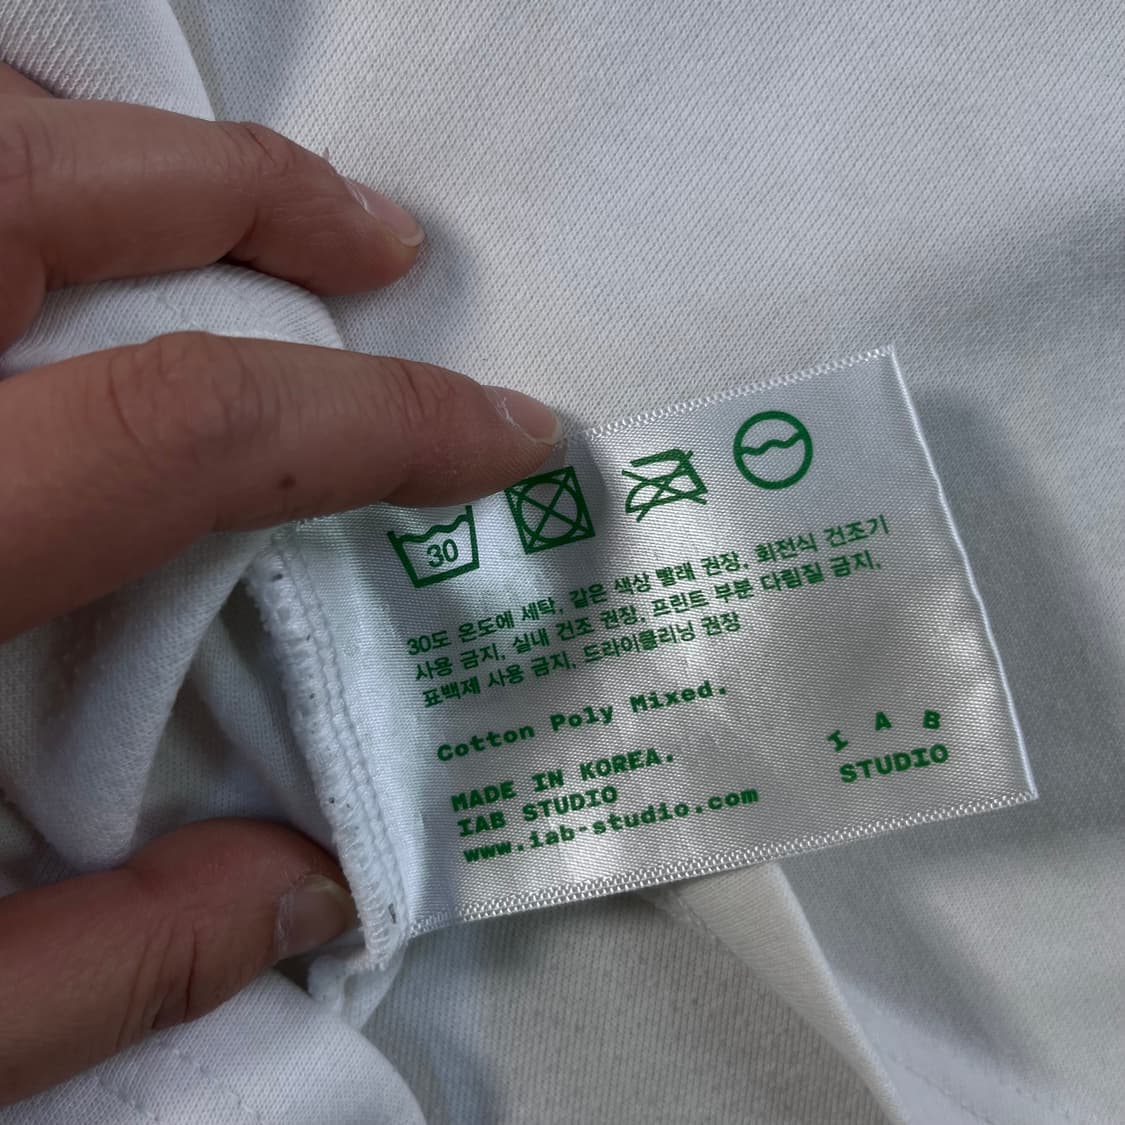 30
30도 온도에 세탁, 같은 색상 빨래 권장, 회전식 건조기
사용 금지, 실내 건조 권장, 프린트 부분 다림질 금지,
표백제 사용 금지, 드라이클리닝 권장
Cotton Poly Mixed.
MADE IN KOREA.
IAB STUDIO
www.iab-studio.com
I A B
STUDIO